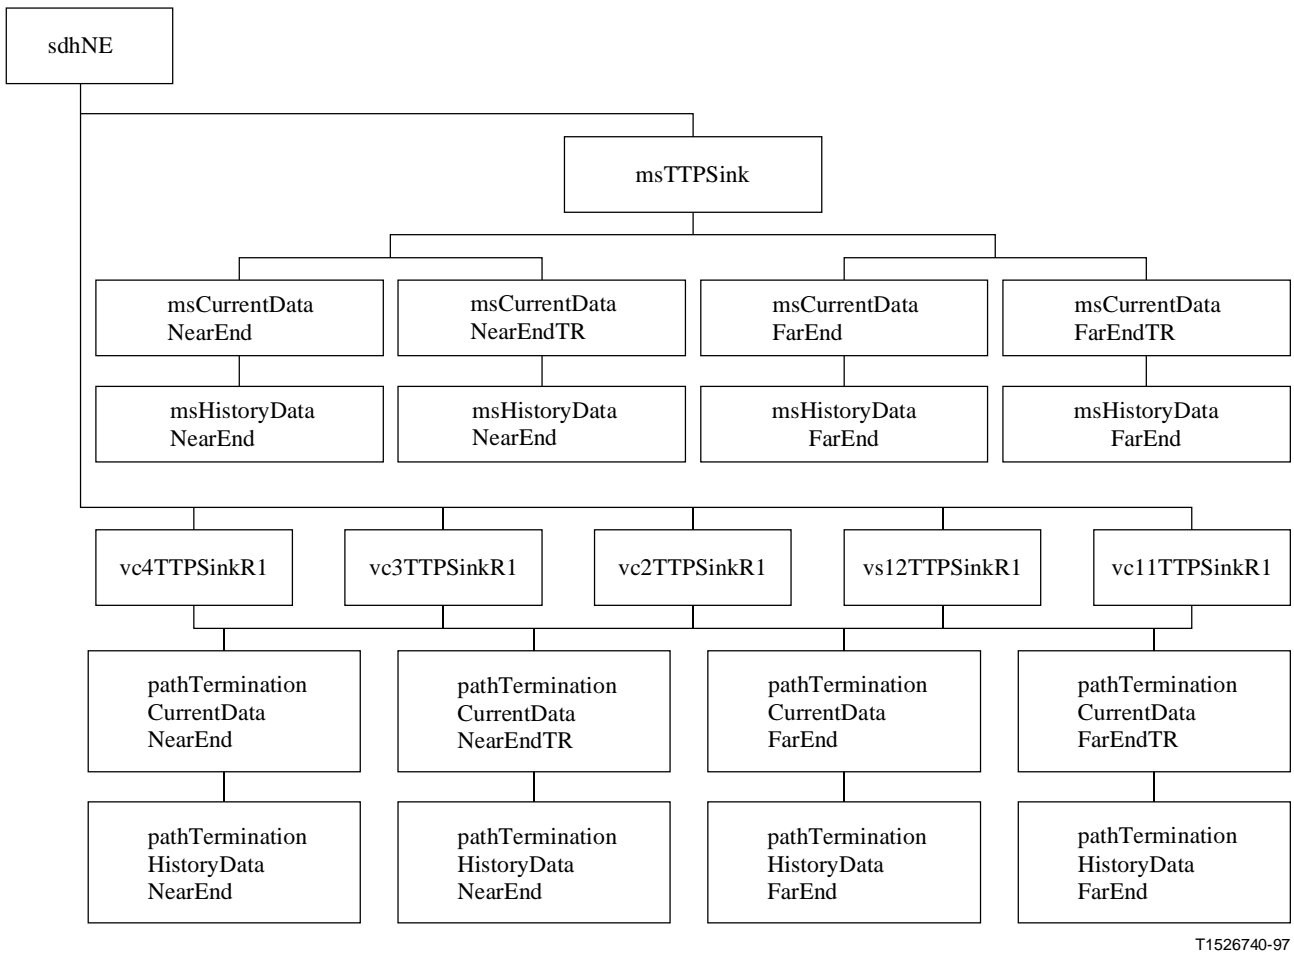 sdhNE
msTTPSink
msCurrentData
NearEnd
msCurrentData
NearEndTR
msCurrentData
FarEnd
msCurrentData
FarEndTR
msHistoryData
NearEnd
msHistoryData
NearEnd
msHistoryData
FarEnd
msHistoryData
FarEnd
vc4TTPSinkR1
vc3TTPSinkR1
vc2TTPSinkR1
vs12TTPSinkR1
vc11TTPSinkR1
pathTermination
CurrentData
NearEnd
pathTermination
CurrentData
NearEndTR
pathTermination
CurrentData
FarEnd
pathTermination
CurrentData
FarEndTR
pathTermination
HistoryData
NearEnd
pathTermination
HistoryData
NearEnd
pathTermination
HistoryData
FarEnd
pathTermination
HistoryData
FarEnd
T1526740-97